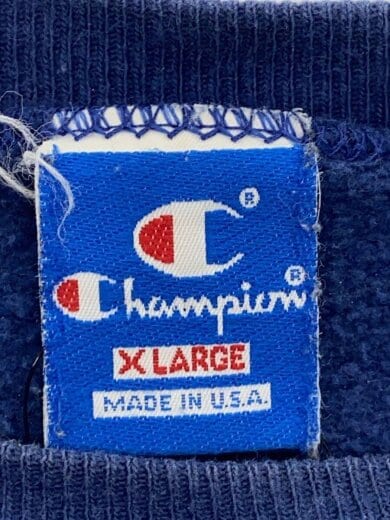 ®
Champion®
X LARGE
MADE IN U.S.A.